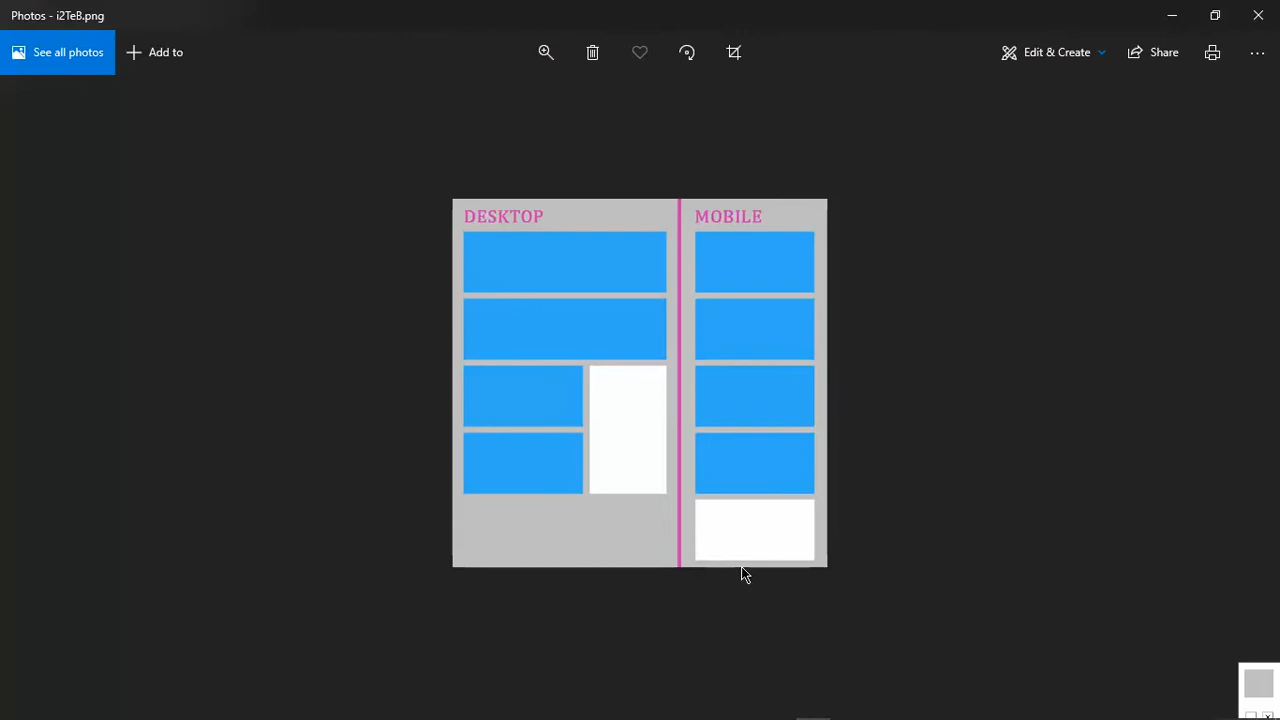 Photos - i2TeB.png
See all photos
Add to
Edit & Create
Share
DESKTOP
MOBILE